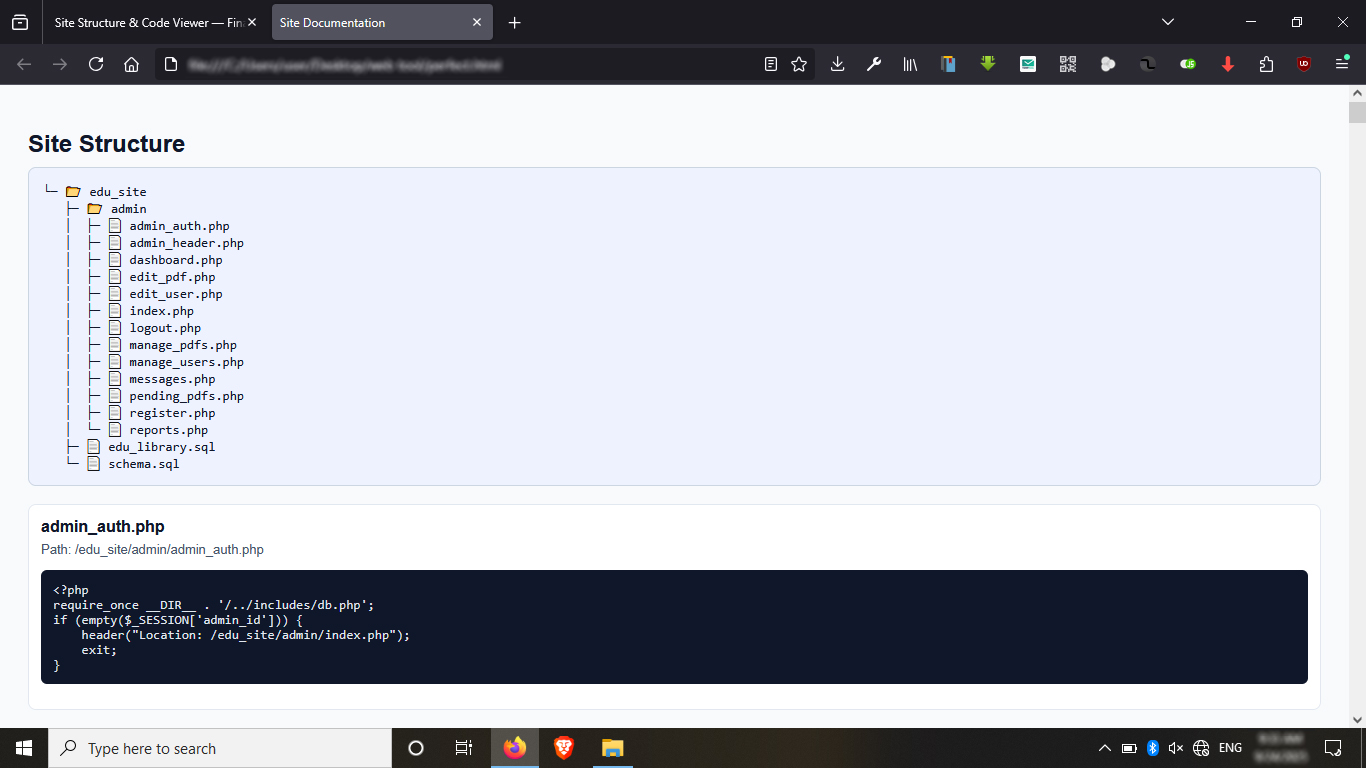 Site Structure & Code Viewer — Fin
Site Documentation
Site Structure
└─ edu_site
├─ admin
│ ├─ admin_auth.php
│ ├─ admin_header.php
│ ├─ dashboard.php
│ ├─ edit_pdf.php
│ ├─ edit_user.php
│ ├─ index.php
│ ├─ logout.php
│ ├─ manage_pdfs.php
│ ├─ manage_users.php
│ ├─ messages.php
│ ├─ pending_pdfs.php
│ ├─ register.php
│ └─ reports.php
├─ edu_library.sql
└─ schema.sql
admin_auth.php
Path: /edu_site/admin/admin_auth.php
<?php
require_once __DIR__ . '/../includes/db.php';
if (empty($_SESSION['admin_id'])) {
    header("Location: /edu_site/admin/index.php");
    exit;
}
Type here to search
ENG